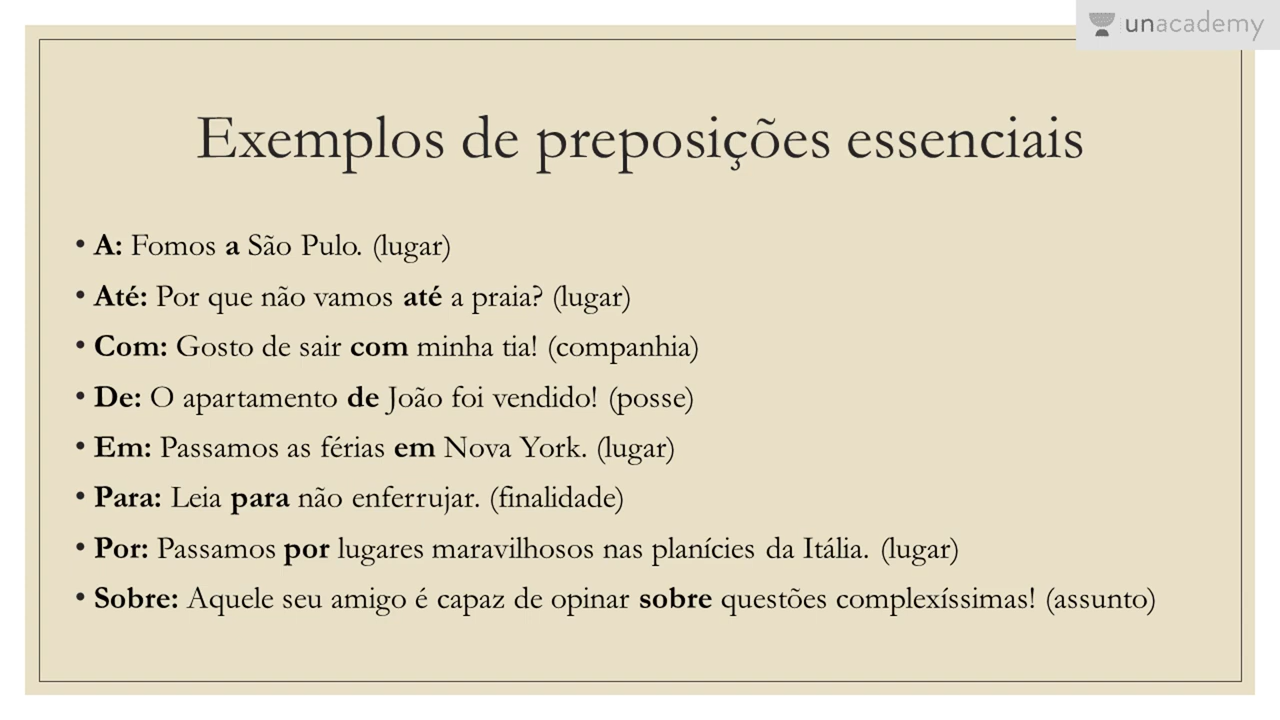 unacademy
Exemplos de preposições essenciais
• A: Fomos a São Pulo. (lugar)
• Até: Por que não vamos até a praia? (lugar)
• Com: Gosto de sair com minha tia! (companhia)
• De: O apartamento de João foi vendido! (posse)
• Em: Passamos as férias em Nova York. (lugar)
• Para: Leia para não enferrujar. (finalidade)
• Por: Passamos por lugares maravilhosos nas planícies da Itália. (lugar)
• Sobre: Aquele seu amigo é capaz de opinar sobre questões complexíssimas! (assunto)